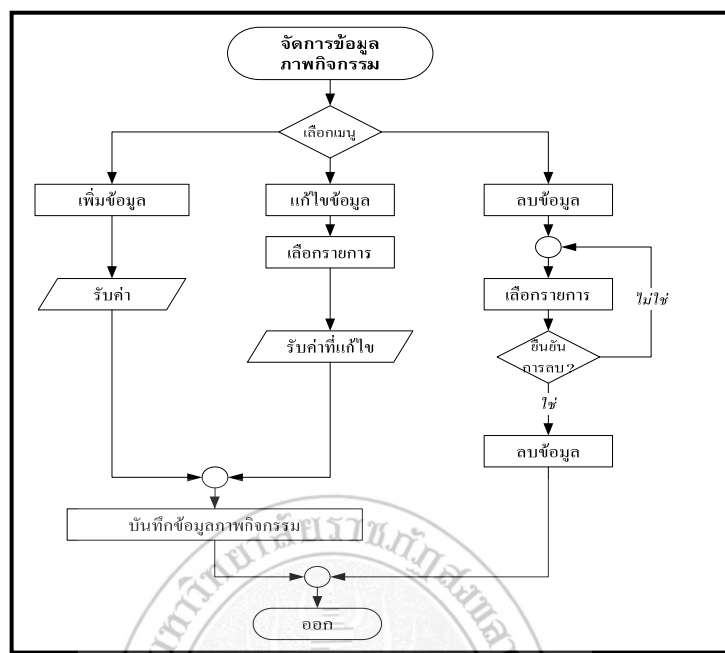 จัดการข้อมูล
ภาพกิจกรรม
เลือกเมนู
เพิ่มข้อมูล
แก้ไขข้อมูล
ลบข้อมูล
เลือกรายการ
รับค่า
เลือกรายการ
ไม่ใช่
รับค่าที่แก้ไข
ยืนยัน
การลบ ?
ใช่
ลบข้อมูล
บันทึกข้อมูลภาพกิจกรรม
ออก